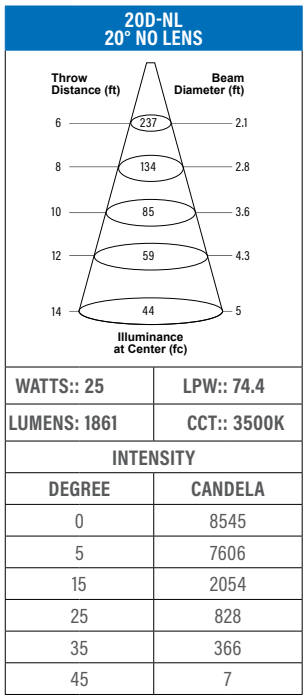 20D-NL
20° NO LENS
Throw Distance (ft)
Beam Diameter (ft)
6 237 2.1
8 134 2.8
10 85 3.6
12 59 4.3
14 44 5
Illuminance
at Center (fc)
WATTS:: 25 LPW:: 74.4
LUMENS: 1861 CCT:: 3500K
INTENSITY
DEGREE CANDELA
0 8545
5 7606
15 2054
25 828
35 366
45 7